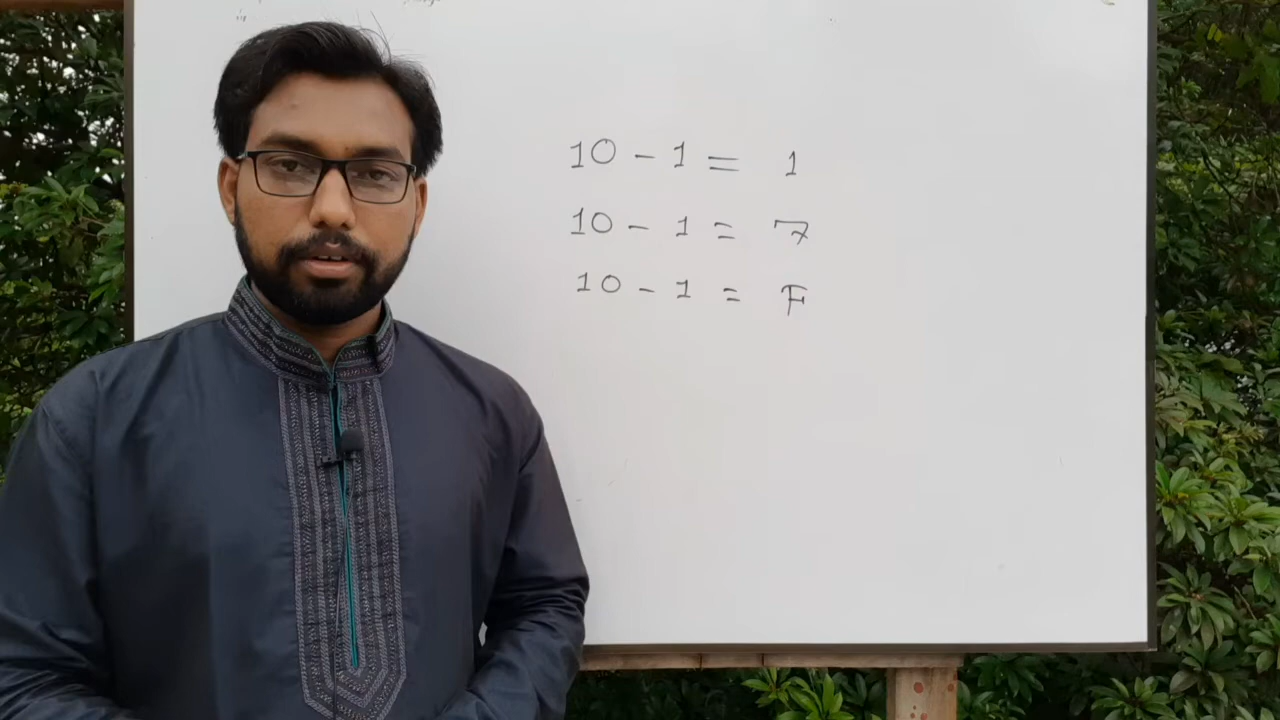 10 - 1 = 1
10 - 1 = 7
10 - 1 = F